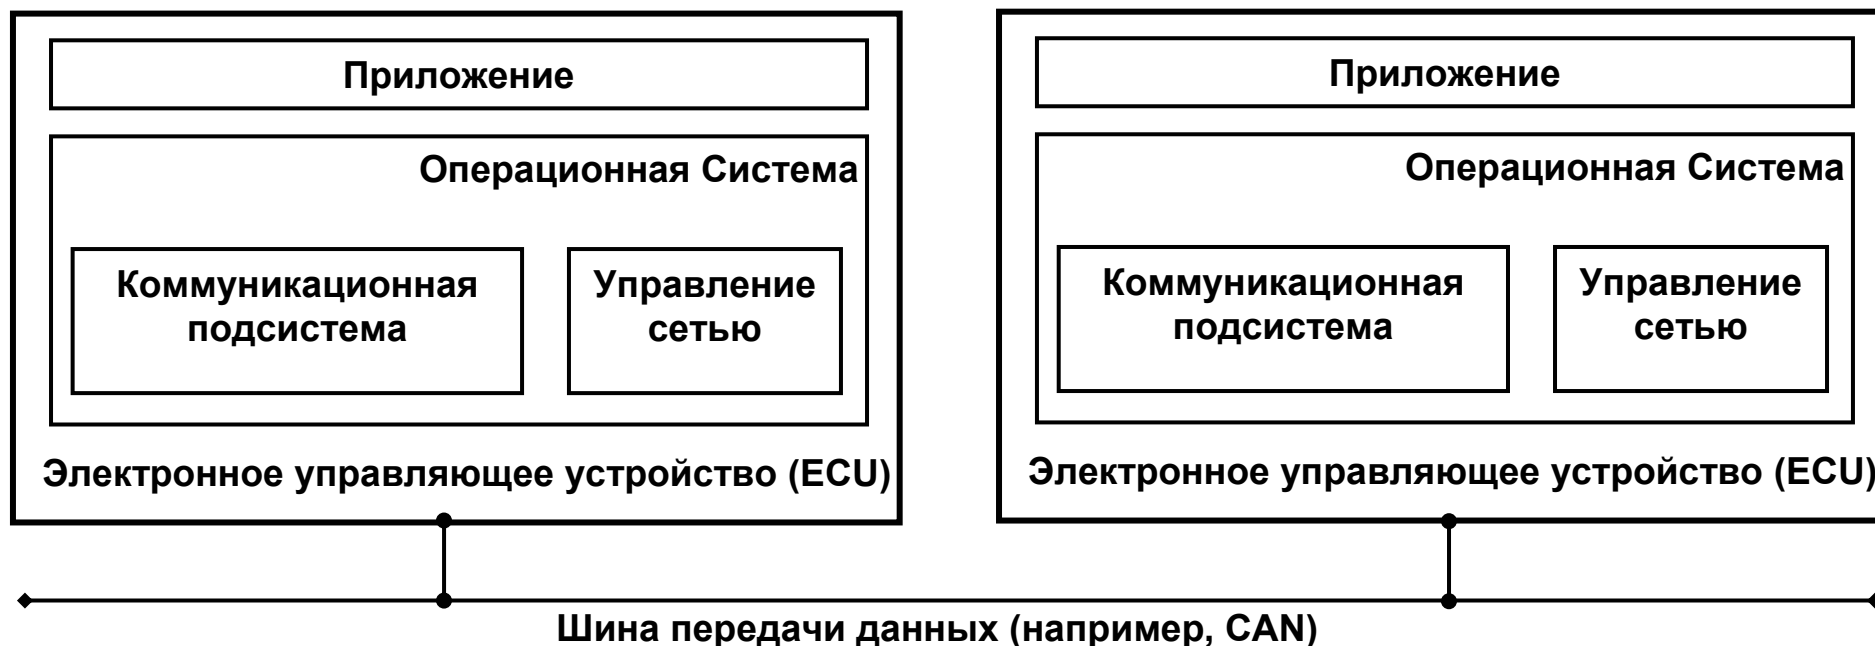 Приложение
Операционная Система
Коммуникационная
подсистема
Управление
сетью
Электронное управляющее устройство (ECU)
Приложение
Операционная Система
Коммуникационная
подсистема
Управление
сетью
Электронное управляющее устройство (ECU)
Шина передачи данных (например, CAN)